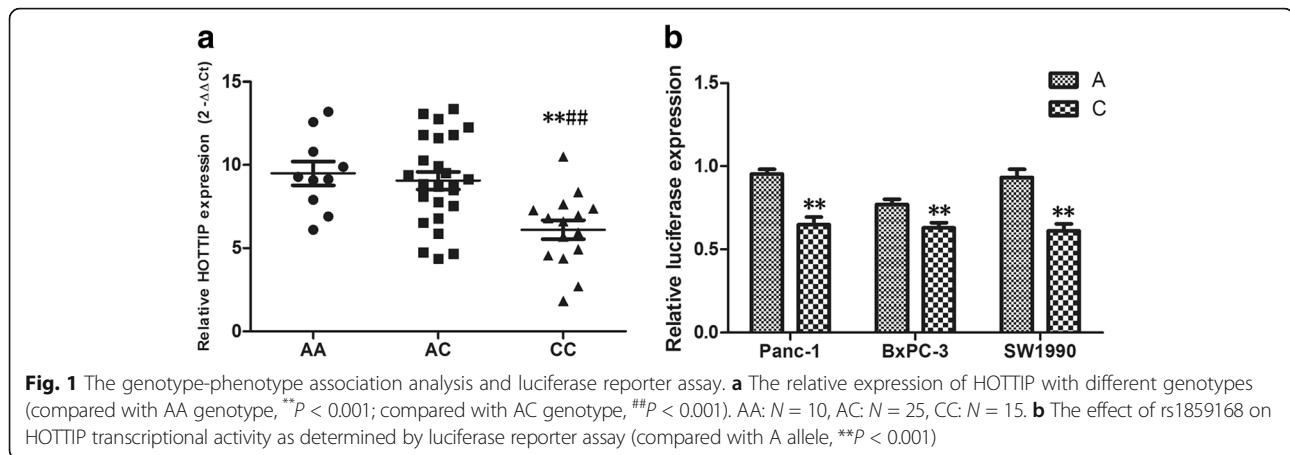 a
b
Relative HOTTIP expression (2 -ΔΔCt)
15
10
5
0
**##
AA
AC
CC
Relative luciferase expression
1.5
1.0
0.5
0.0
A
C
**
**
**
Panc-1
BxPC-3
SW1990
Fig. 1 The genotype-phenotype association analysis and luciferase reporter assay. a The relative expression of HOTTIP with different genotypes
(compared with AA genotype, **P < 0.001; compared with AC genotype, ##P < 0.001). AA: N = 10, AC: N = 25, CC: N = 15. b The effect of rs1859168 on
HOTTIP transcriptional activity as determined by luciferase reporter assay (compared with A allele, **P < 0.001)